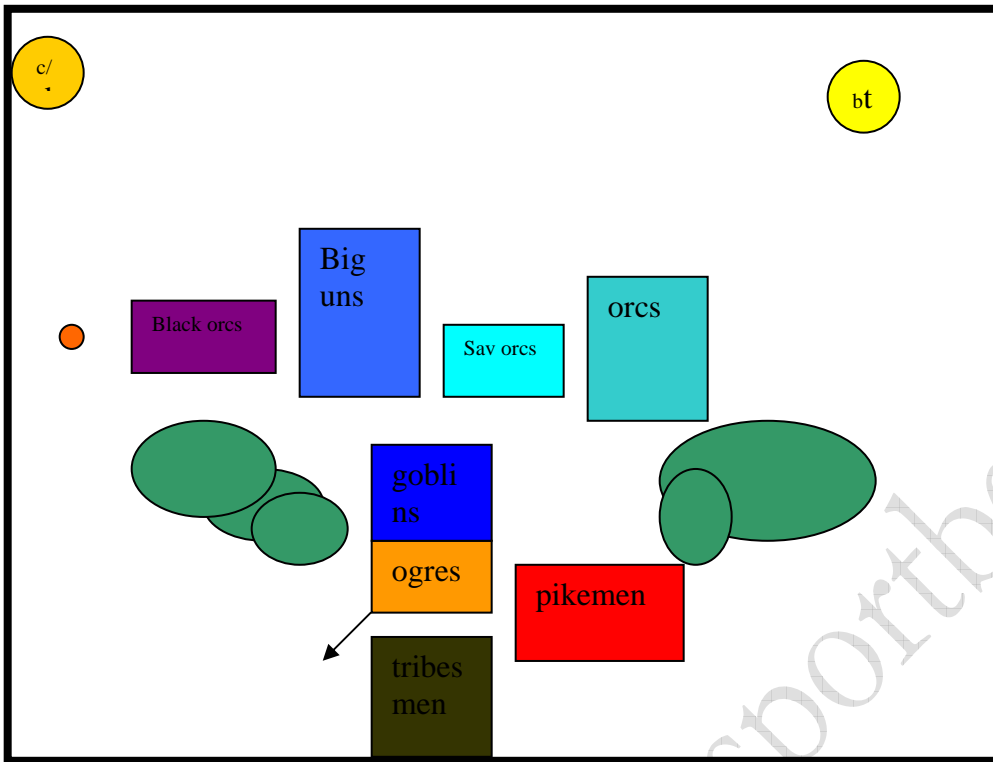 c/
bt
Big
uns
orcs
Black orcs
Sav orcs
gobli
ns
ogres
pikemen
tribes
men